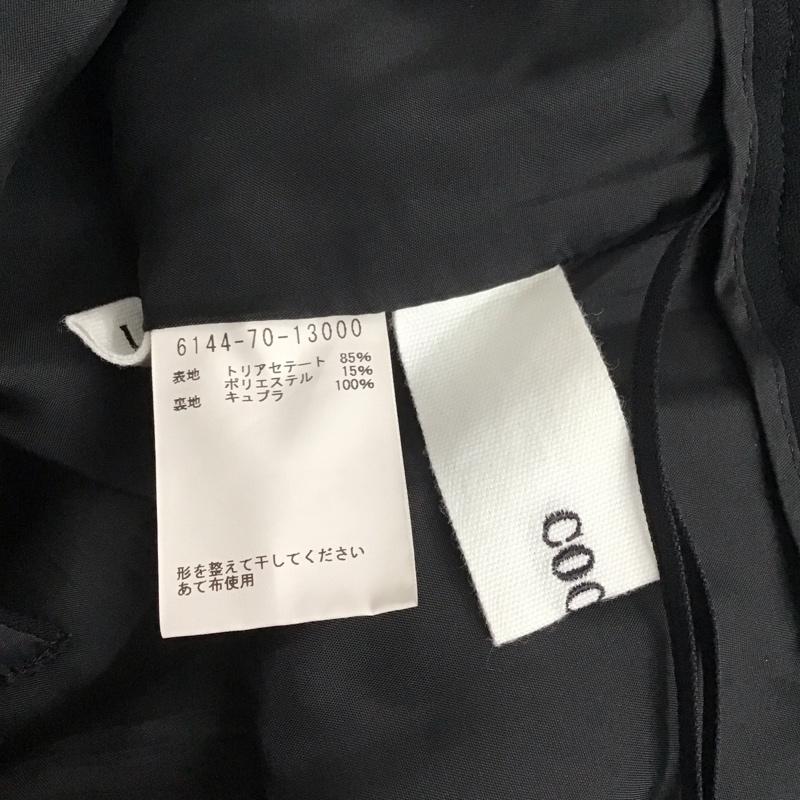 6144-70-13000
表地 トリアセテート 85%
ポリエステル 15%
裏地 キュプラ 100%
形を整えて干してください
あて布使用